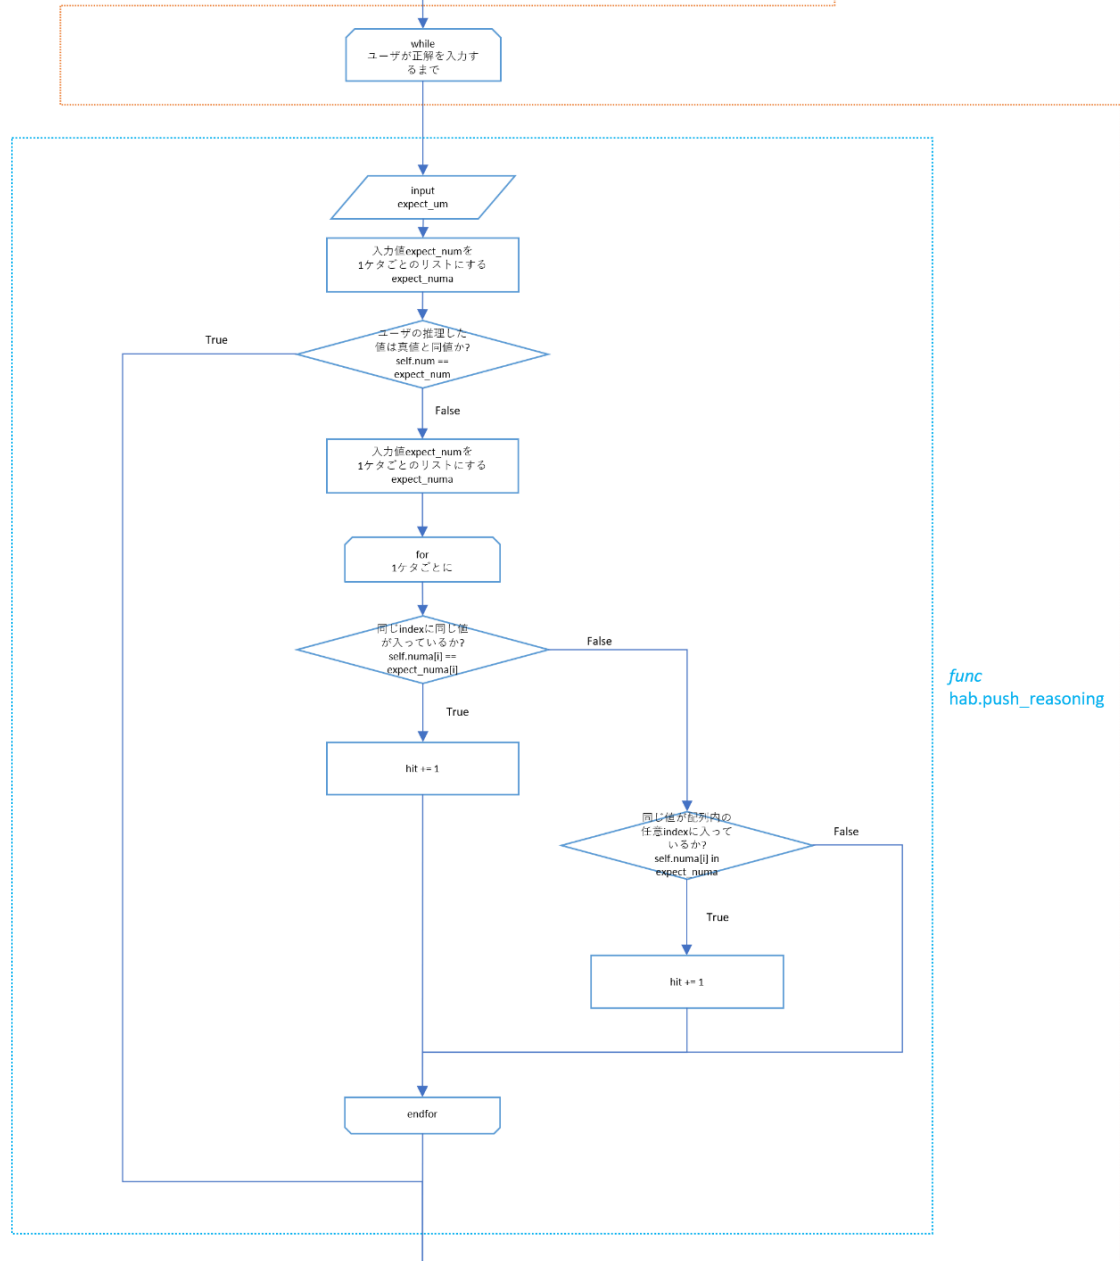 while
ユーザが正解を入力す
るまで
input
expect_um
入力値expect_numを
1ケタごとのリストにする
expect_numa
ユーザの推理した
値は真値と同値か?
self.num ==
expect_num
True
False
入力値expect_numを
1ケタごとのリストにする
expect_numa
for
1ケタごとに
同じindexに同じ値
が入っているか?
self.numa[i] ==
expect_numa[i]
False
True
func
hab.push_reasoning
hit += 1
同じ値が配列内の
任意indexに入って
いるか?
self.numa[i] in
expect_numa
False
True
hit += 1
endfor